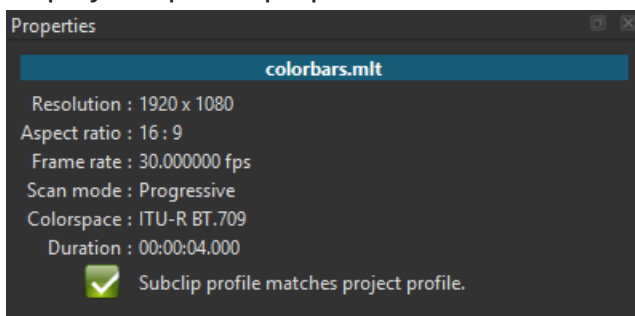 Properties
colorbars.mlt
Resolution : 1920 x 1080
Aspect ratio : 16 : 9
Frame rate : 30.000000 fps
Scan mode : Progressive
Colorspace : ITU-R BT.709
Duration : 00:00:04.000
Subclip profile matches project profile.